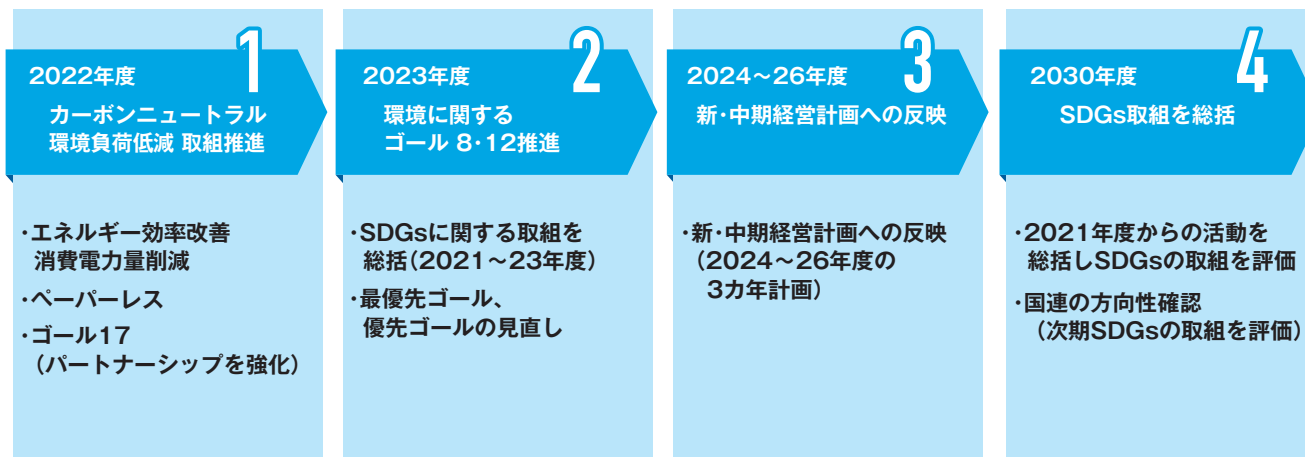 1
2022年度
カーボンニュートラル
環境負荷低減 取組推進
・エネルギー効率改善
消費電力量削減
・ペーパーレス
・ゴール17
（パートナーシップを強化）
2
2023年度
環境に関する
ゴール 8・12推進
・SDGsに関する取組を
総括（2021～23年度）
・最優先ゴール、
優先ゴールの見直し
3
2024～26年度
新・中期経営計画への反映
・新・中期経営計画への反映
（2024～26年度の
3カ年計画）
4
2030年度
SDGs取組を総括
・2021年度からの活動を
総括しSDGsの取組を評価
・国連の方向性確認
（次期SDGsの取組を評価）